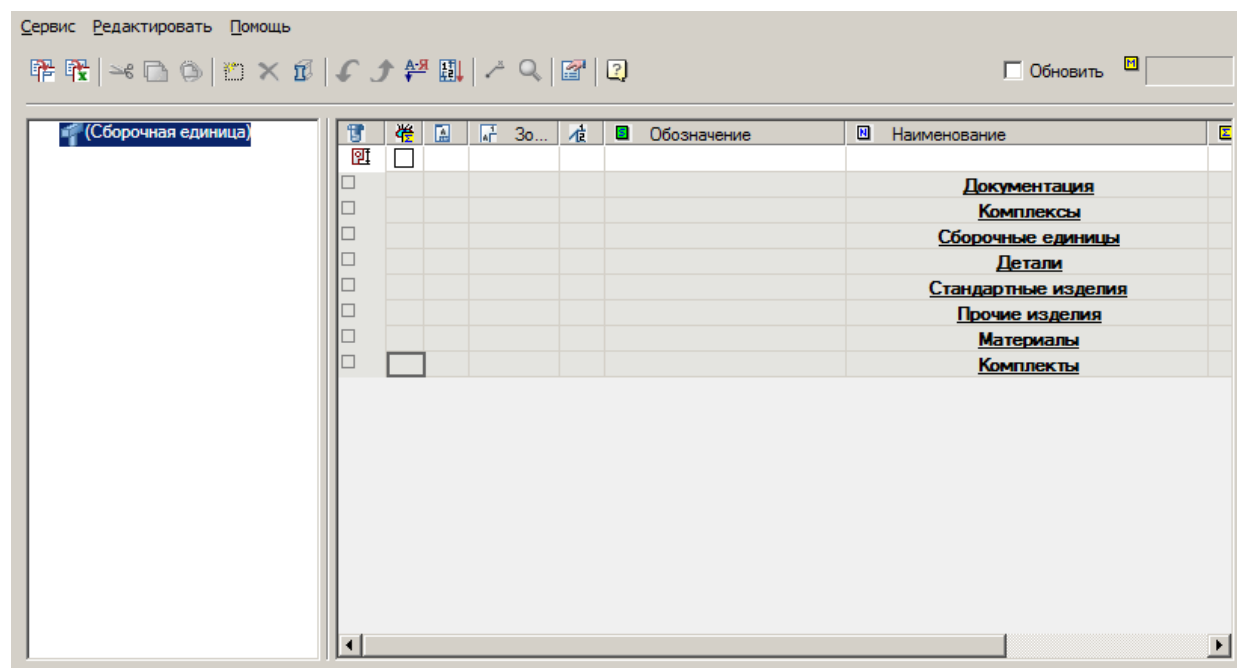 Сервис Редактировать Помощь
Обновить
(Сборочная единица)
Зо... Обозначение Наименование
Документация
Комплексы
Сборочные единицы
Детали
Стандартные изделия
Прочие изделия
Материалы
Комплекты